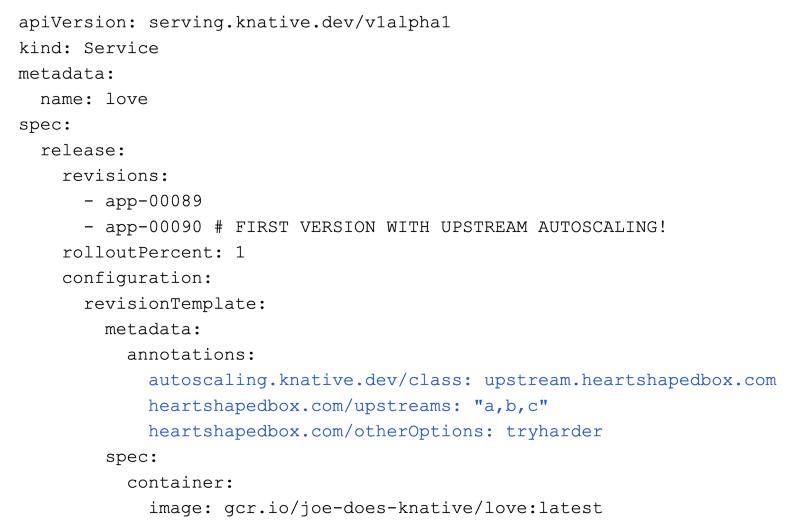 apiVersion: serving.knative.dev/v1alpha1
kind: Service
metadata:
  name: love
spec:
  release:
    revisions:
      - app-00089
      - app-00090 # FIRST VERSION WITH UPSTREAM AUTOSCALING!
    rolloutPercent: 1
    configuration:
      revisionTemplate:
        metadata:
          annotations:
            autoscaling.knative.dev/class: upstream.heartshapedbox.com
            heartshapedbox.com/upstreams: "a,b,c"
            heartshapedbox.com/otherOptions: tryharder
        spec:
          container:
            image: gcr.io/joe-does-knative/love:latest